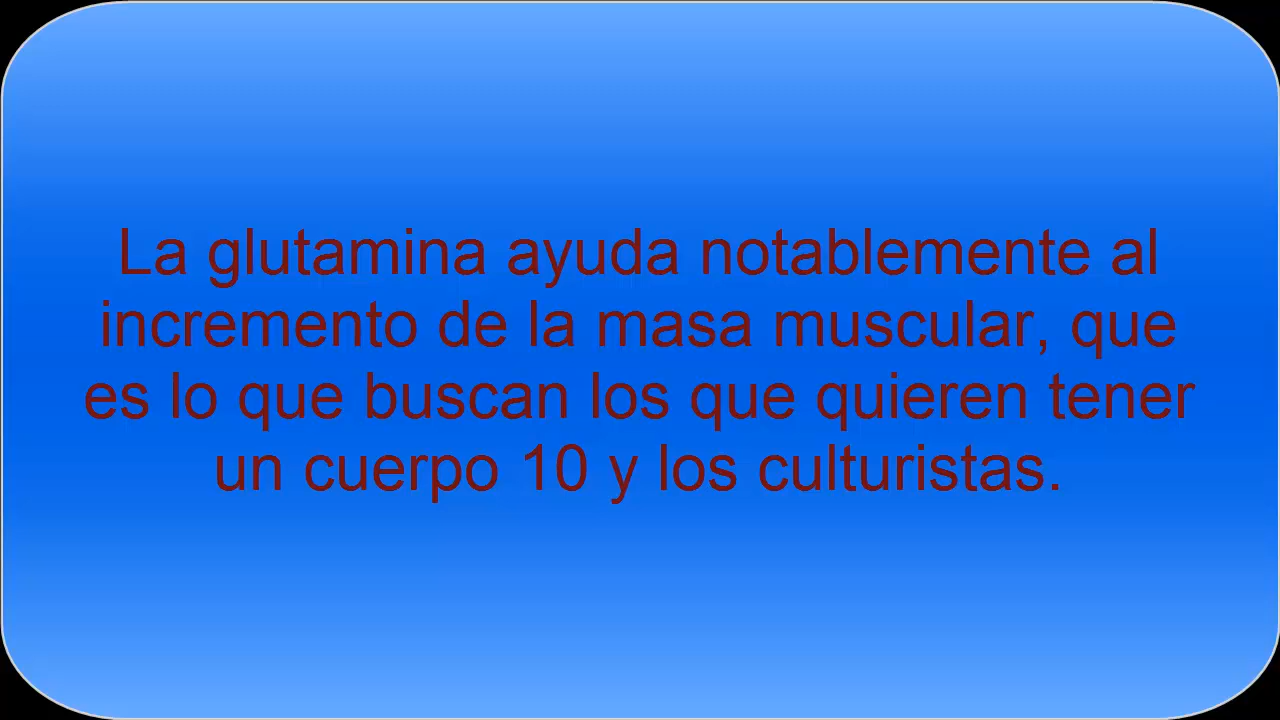 La glutamina ayuda notablemente al
incremento de la masa muscular, que
es lo que buscan los que quieren tener
un cuerpo 10 y los culturistas.